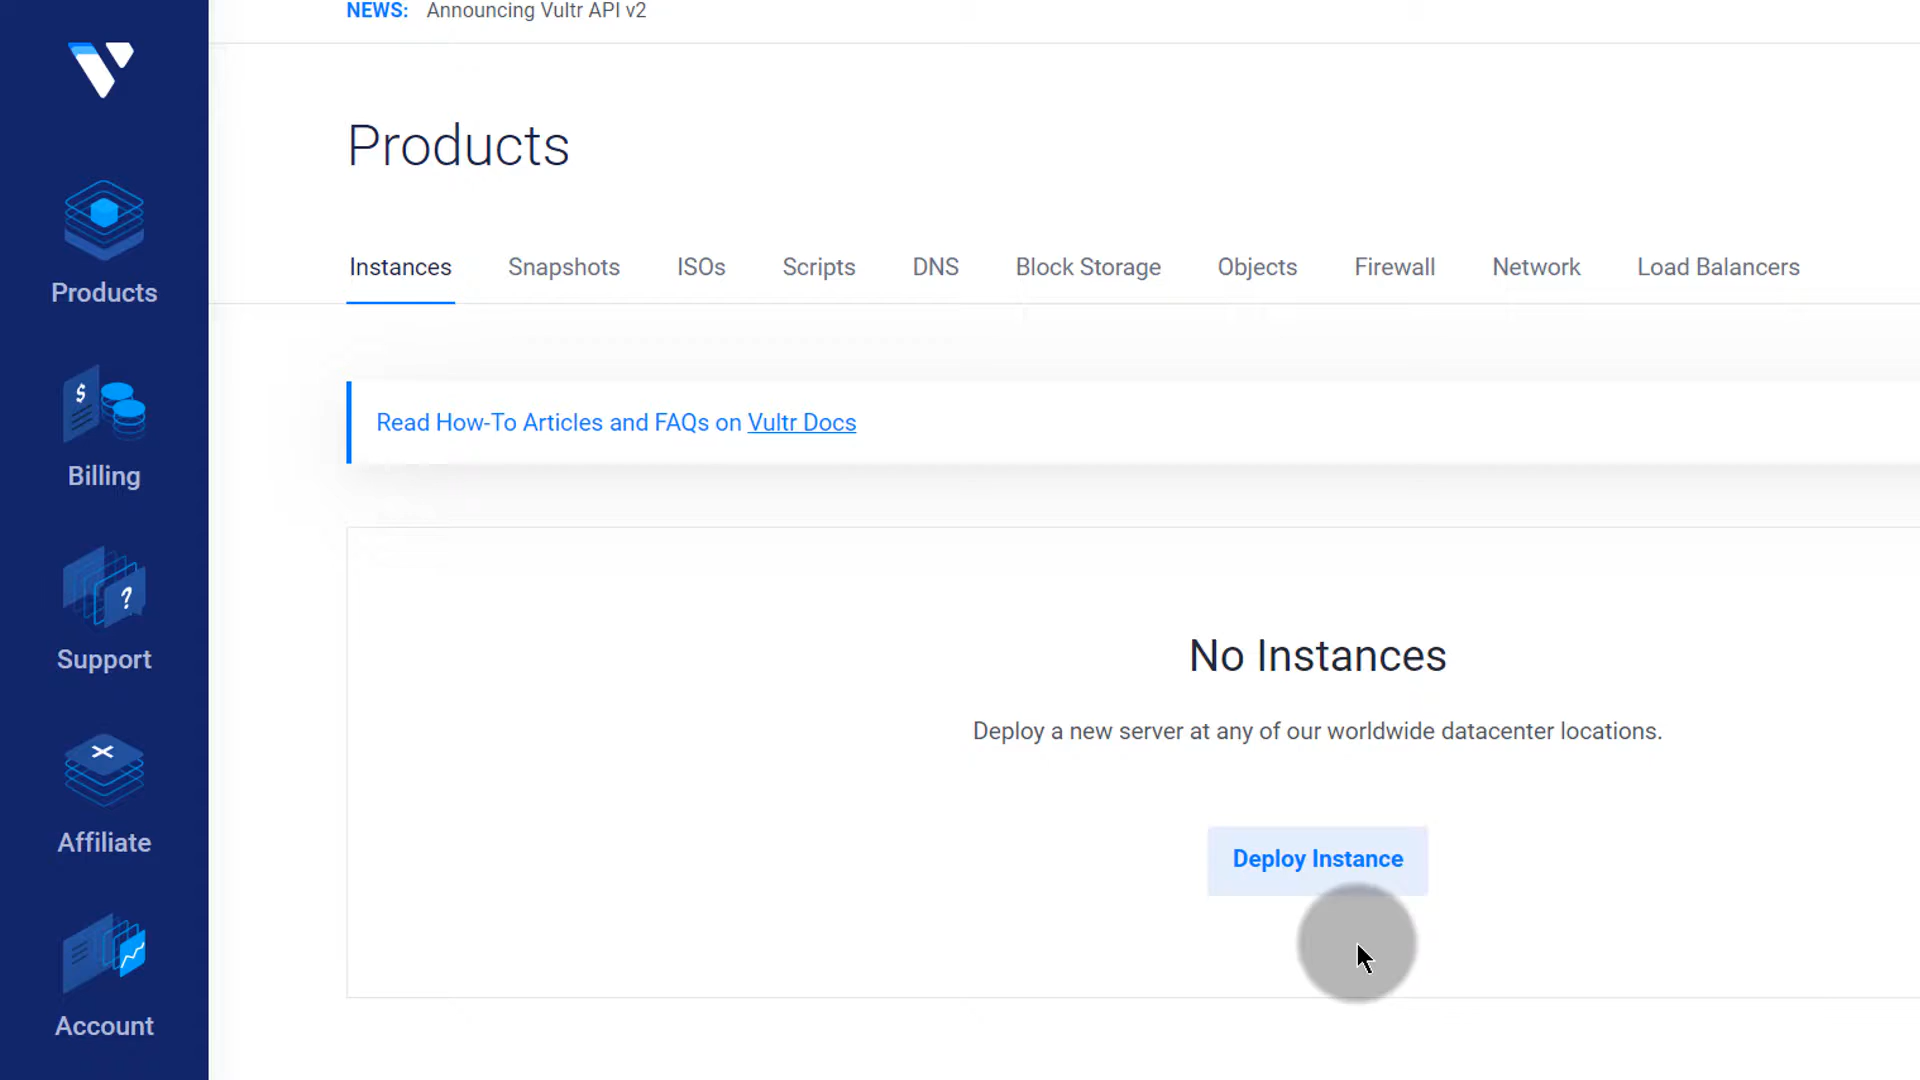 NEWS: Announcing Vultr API v2
Products
Instances Snapshots ISOs Scripts DNS Block Storage Objects Firewall Network Load Balancers
Read How-To Articles and FAQs on Vultr Docs
No Instances
Deploy a new server at any of our worldwide datacenter locations.
Deploy Instance
Products
$
Billing
?
Support
Affiliate
Account